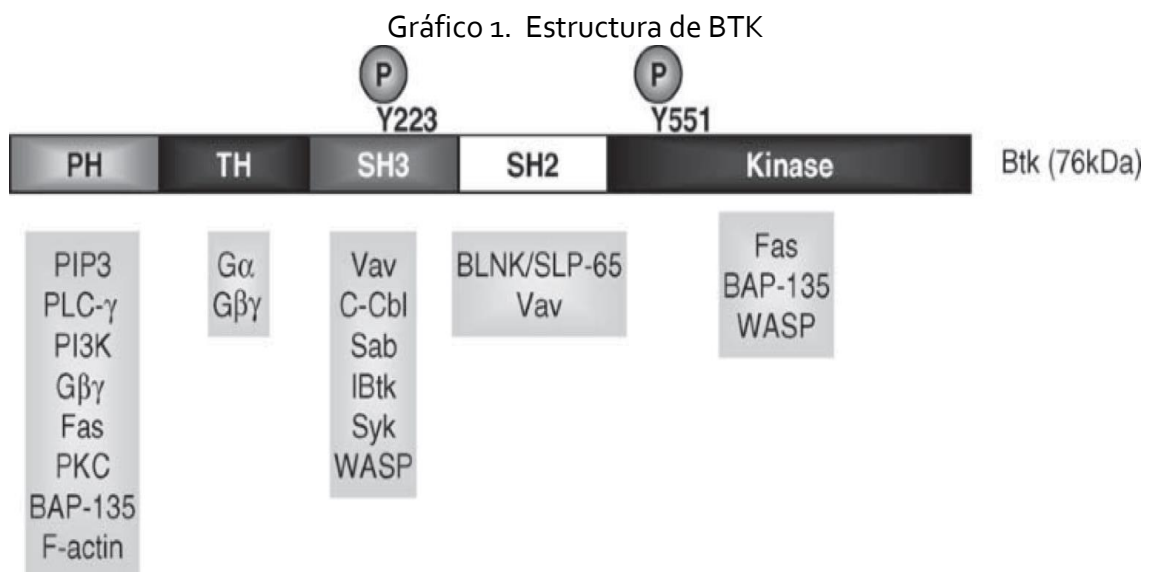 Gráfico 1. Estructura de BTK
P
P
Y223
Y551
PH
TH
SH3
SH2
Kinase
Btk (76kDa)
PIP3
PLC-γ
PI3K
Gβγ
Fas
PKC
BAP-135
F-actin
Gα
Gβγ
Vav
C-Cbl
Sab
IBtk
Syk
WASP
BLNK/SLP-65
Vav
Fas
BAP-135
WASP